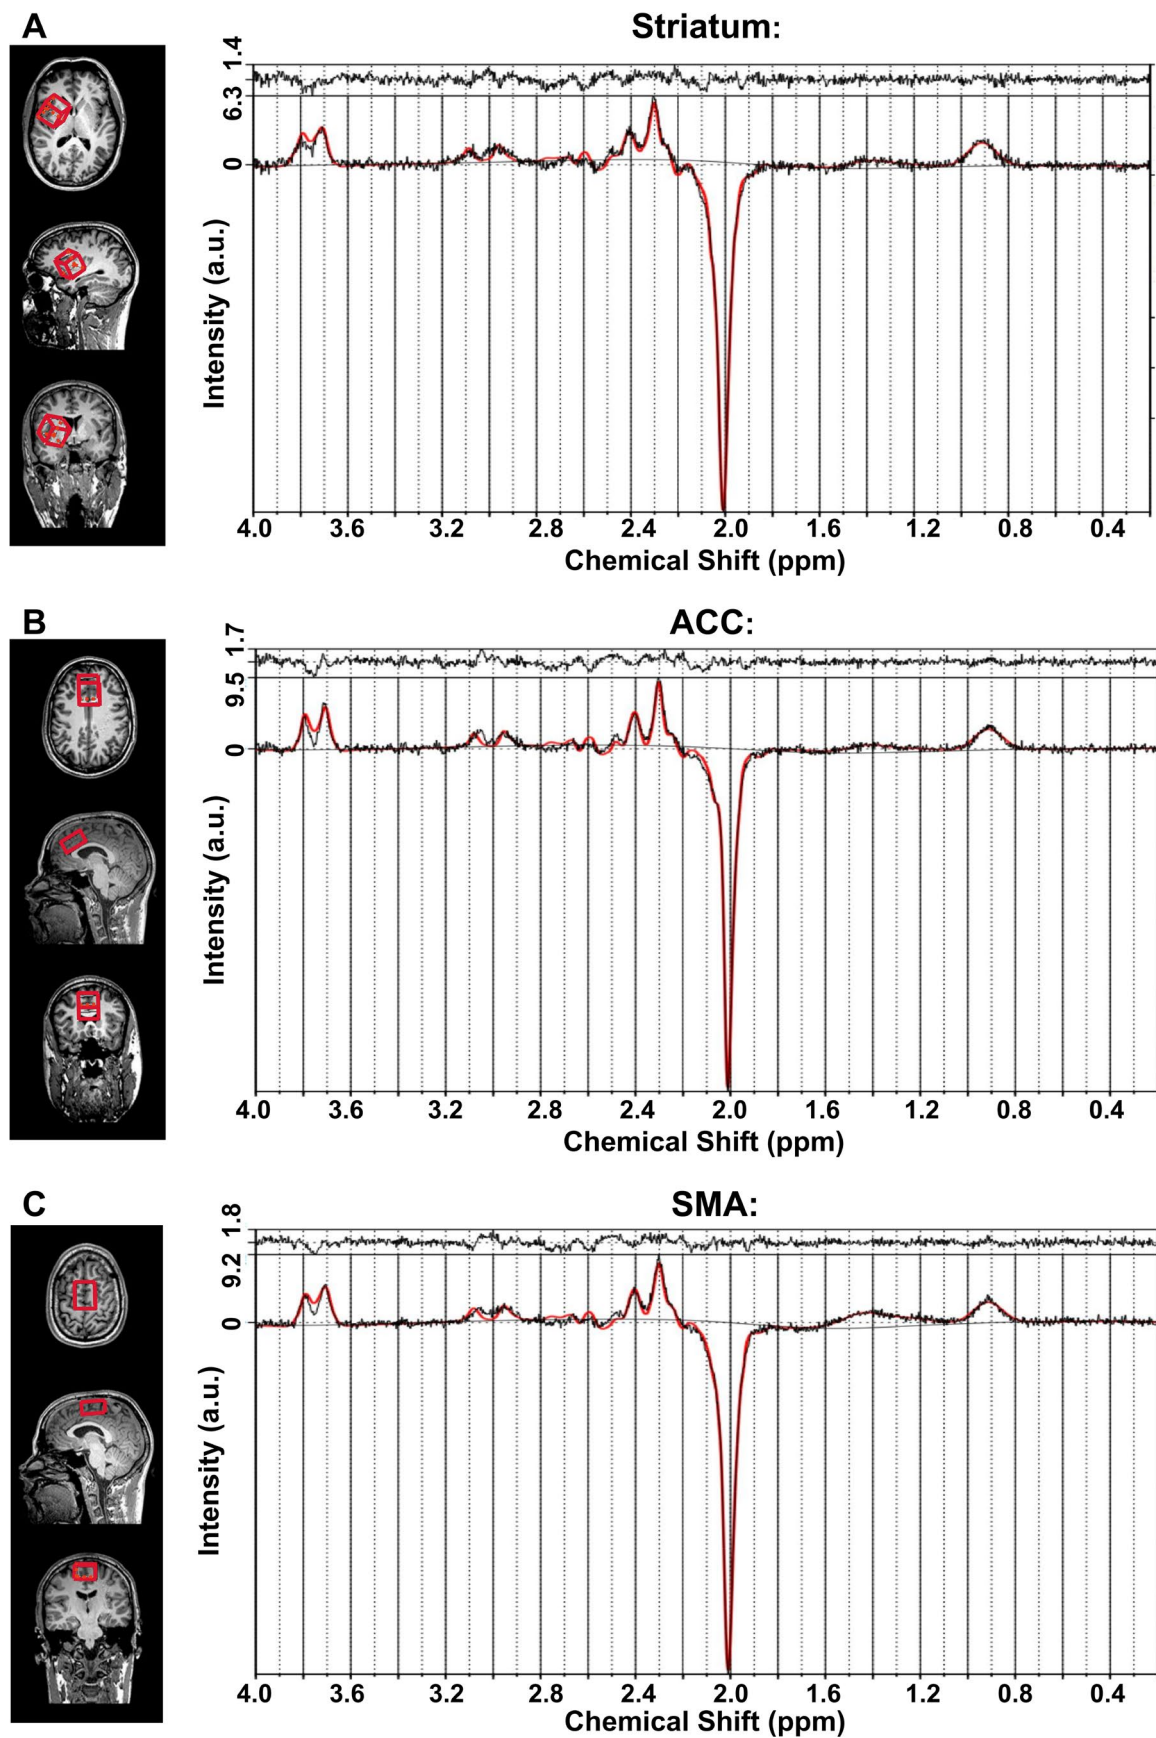 A
Striatum:
1.4
6.3
0
Intensity (a.u.)
4.0 3.6 3.2 2.8 2.4 2.0 1.6 1.2 0.8 0.4
Chemical Shift (ppm)
B
ACC:
1.7
9.5
0
Intensity (a.u.)
4.0 3.6 3.2 2.8 2.4 2.0 1.6 1.2 0.8 0.4
Chemical Shift (ppm)
C
SMA:
1.8
9.2
0
Intensity (a.u.)
4.0 3.6 3.2 2.8 2.4 2.0 1.6 1.2 0.8 0.4
Chemical Shift (ppm)